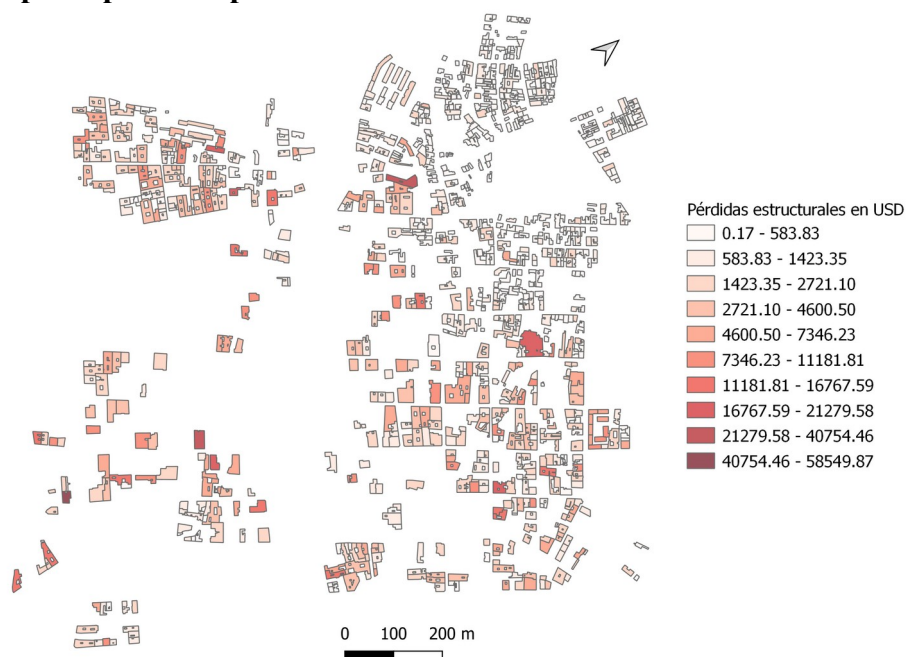 Pérdidas estructurales en USD
0.17 - 583.83
583.83 - 1423.35
1423.35 - 2721.10
2721.10 - 4600.50
4600.50 - 7346.23
7346.23 - 11181.81
11181.81 - 16767.59
16767.59 - 21279.58
21279.58 - 40754.46
40754.46 - 58549.87
0 100 200 m